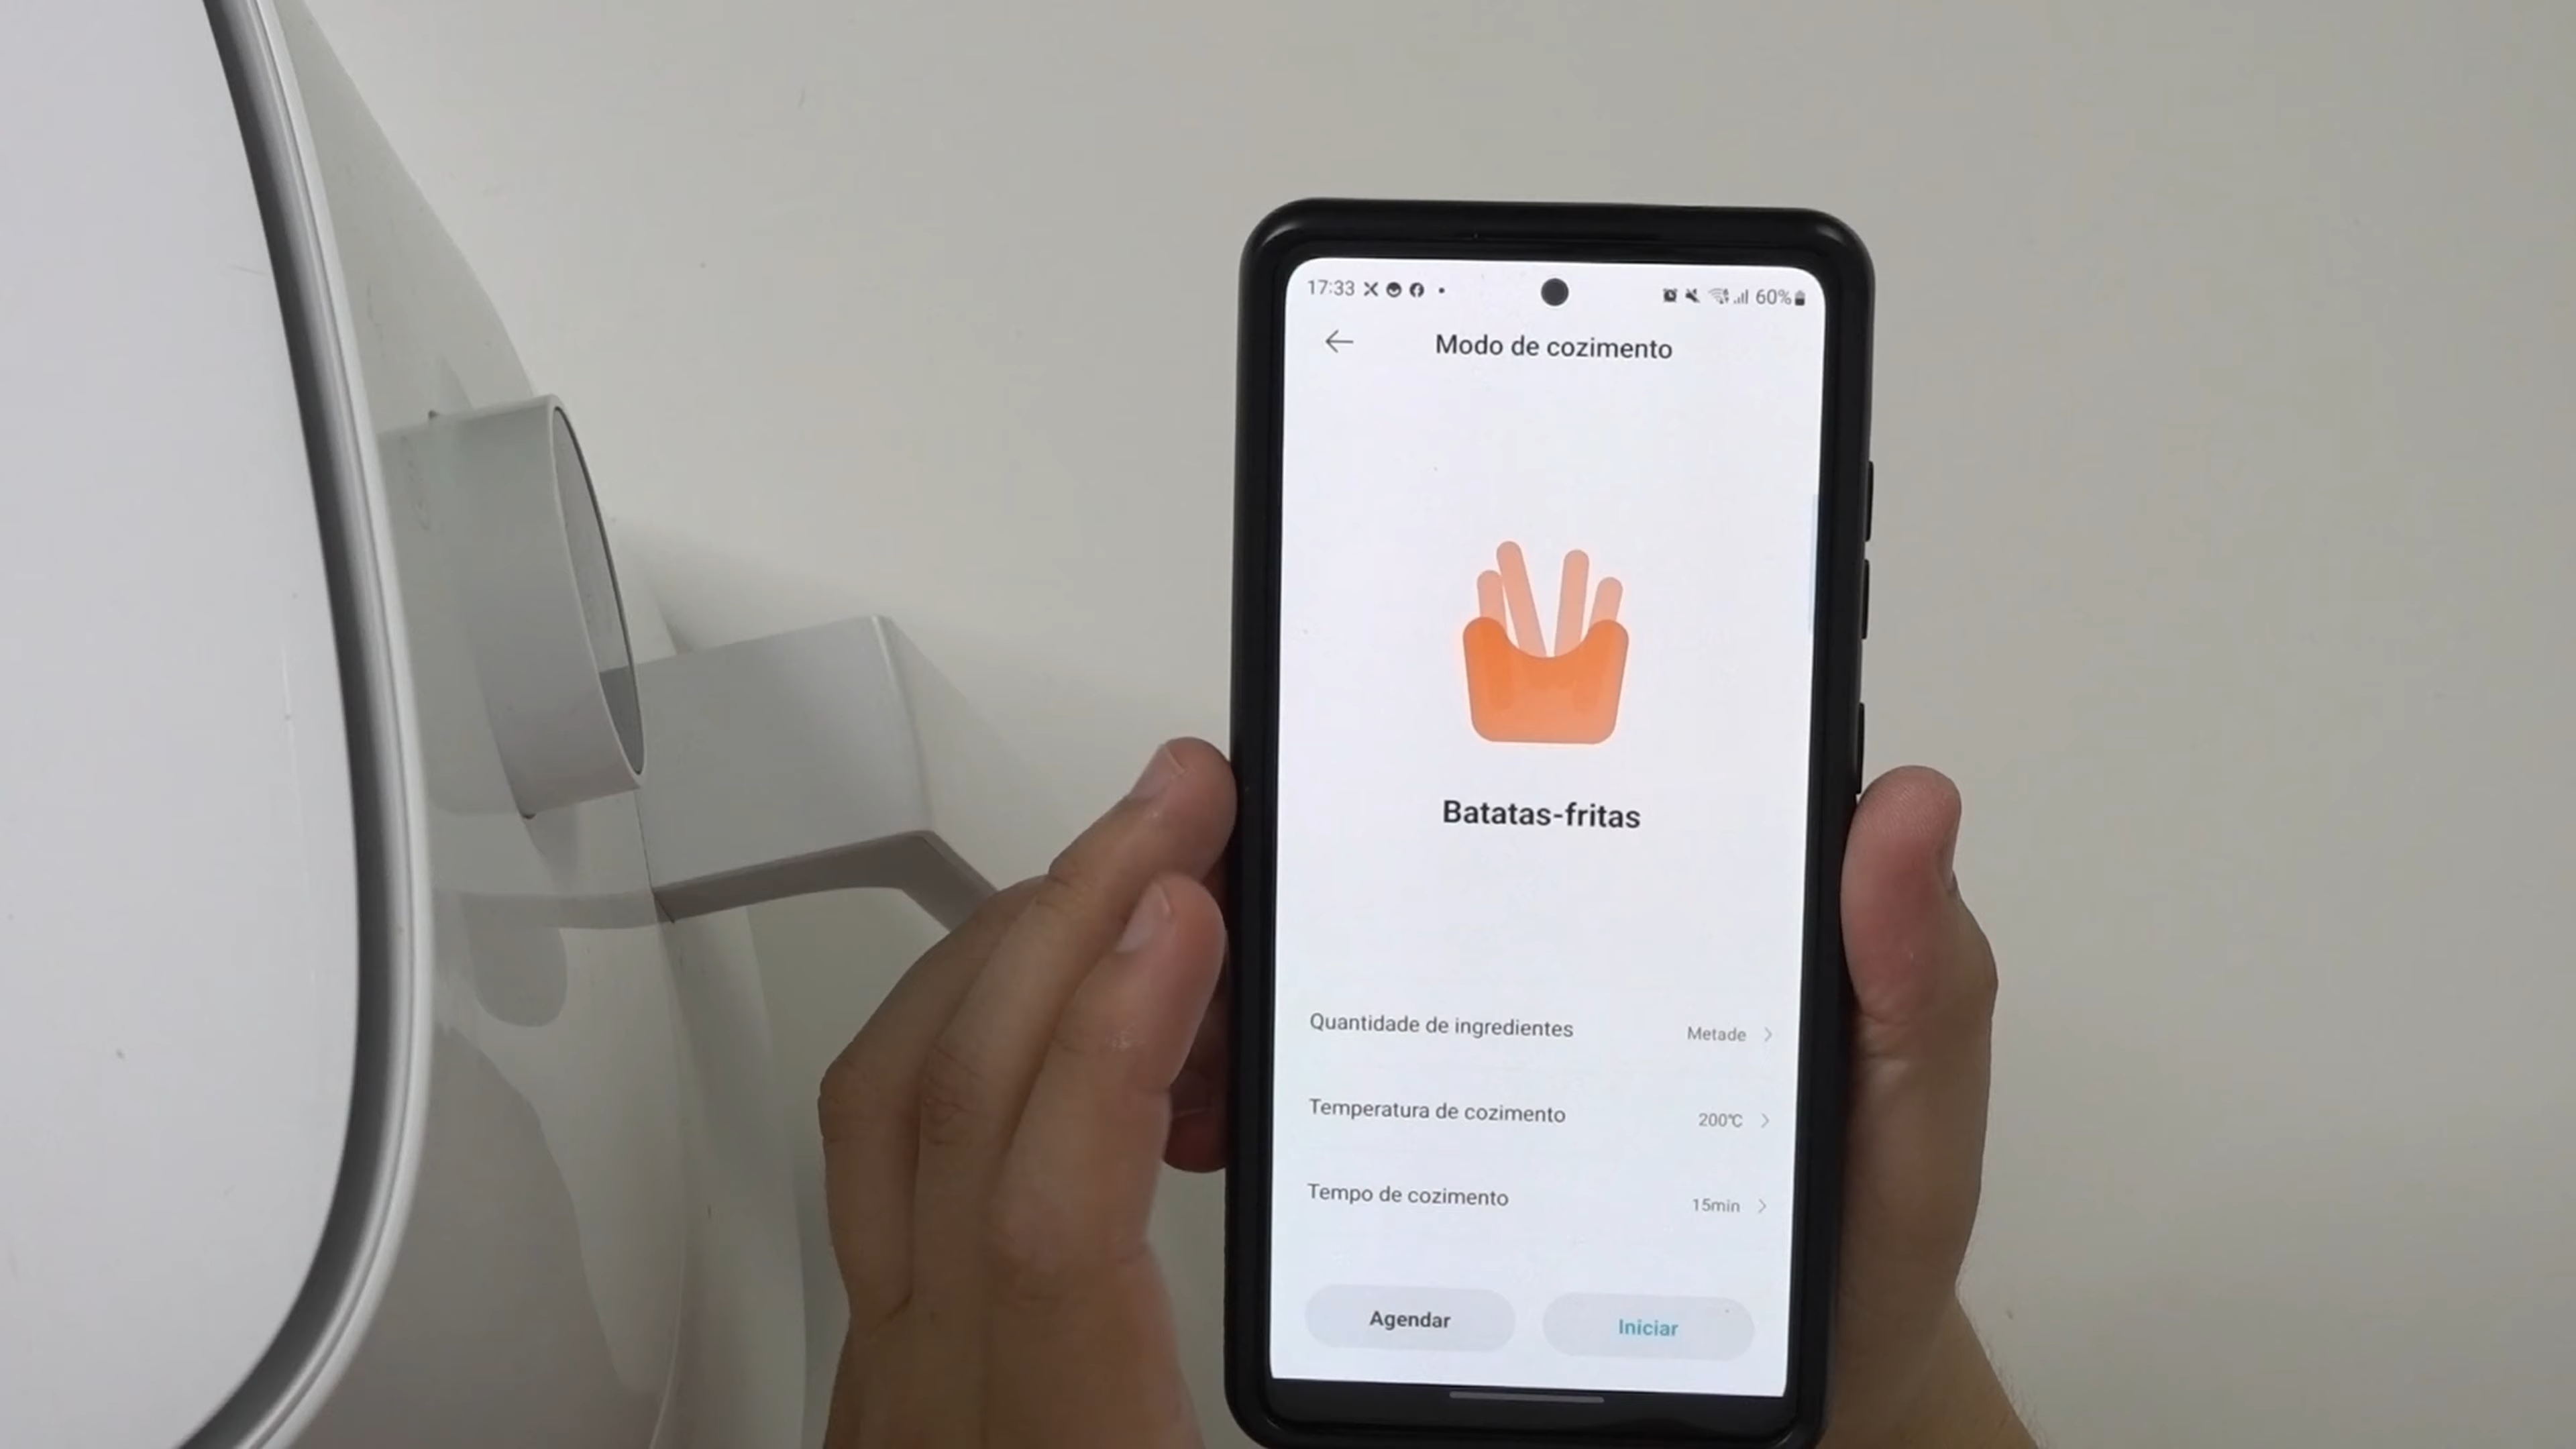 17:33 60%
Modo de cozimento
Batatas-fritas
Quantidade de ingredientes Metade
Temperatura de cozimento 200℃
Tempo de cozimento 15min
Agendar Iniciar